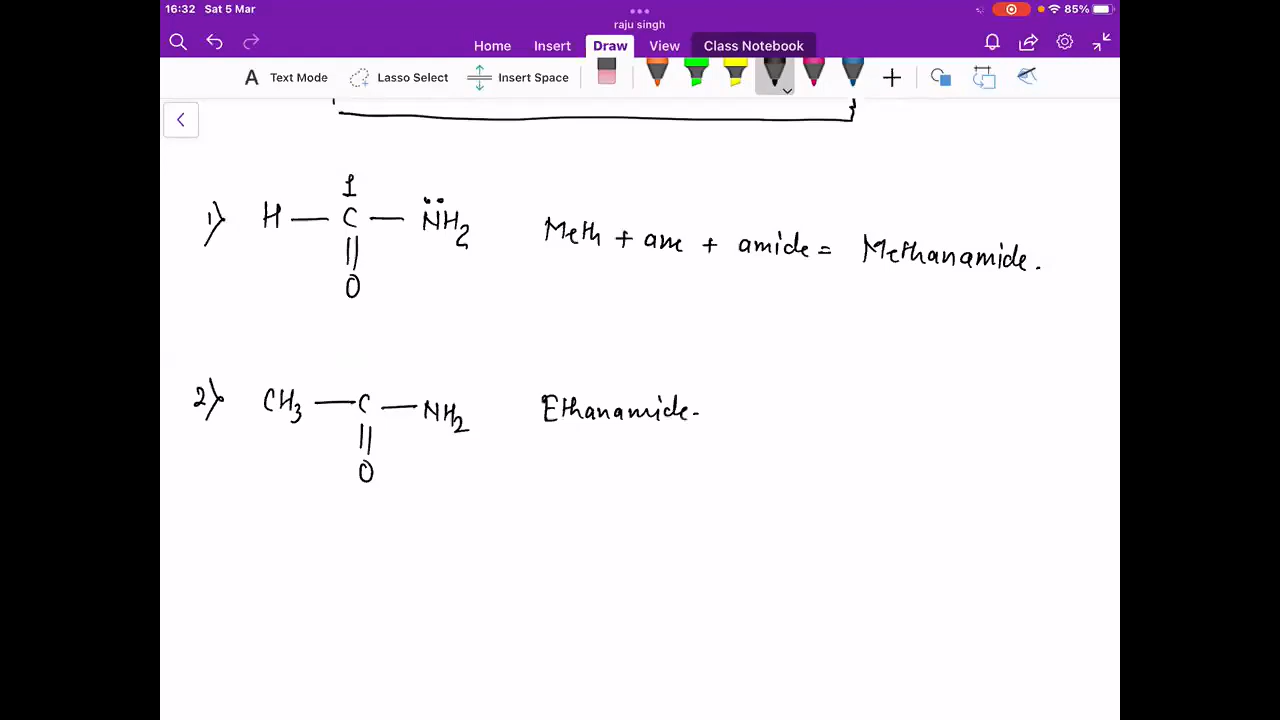 16:32 Sat 5 Mar
85%
raju singh
Home Insert Draw View Class Notebook
A Text Mode Lasso Select Insert Space
1
1) H — C — NH2 Meth + ane + amide = Methanamide.
O
2) CH3 — C — NH2 Ethanamide.
O